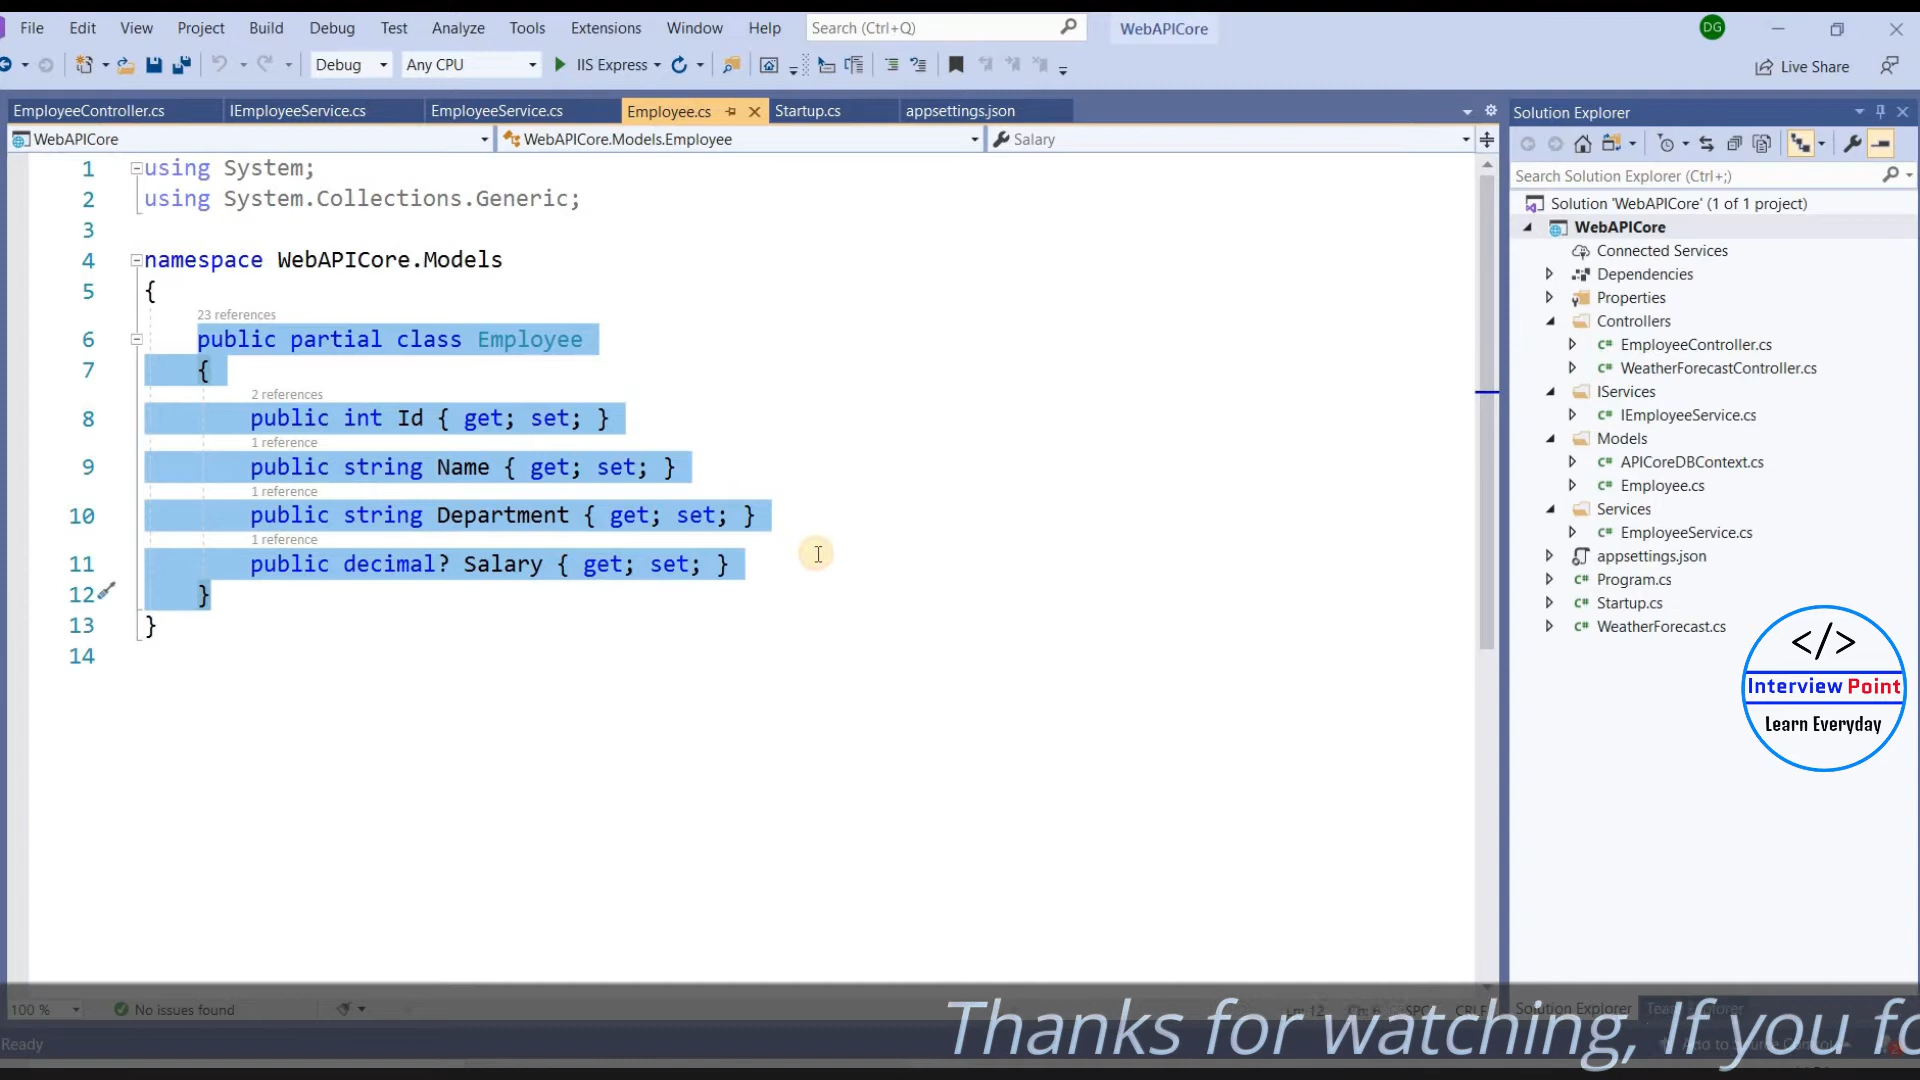 File Edit View Project Build Debug Test Analyze Tools Extensions Window Help Search (Ctrl+Q) WebAPICore DG
Debug Any CPU IIS Express Live Share
EmployeeController.cs IEmployeeService.cs EmployeeService.cs Employee.cs Startup.cs appsettings.json
WebAPICore WebAPICore.Models.Employee Salary
1 using System;
2 using System.Collections.Generic;
3
4 namespace WebAPICore.Models
5 {
23 references
6 public partial class Employee
7 {
2 references
8 public int Id { get; set; }
1 reference
9 public string Name { get; set; }
1 reference
10 public string Department { get; set; }
1 reference
11 public decimal? Salary { get; set; }
12 }
13 }
14
100 % No issues found
Ready
Solution Explorer
Search Solution Explorer (Ctrl+;)
Solution 'WebAPICore' (1 of 1 project)
WebAPICore
Connected Services
Dependencies
Properties
Controllers
C# EmployeeController.cs
C# WeatherForecastController.cs
IServices
C# IEmployeeService.cs
Models
C# APICoreDBContext.cs
C# Employee.cs
Services
C# EmployeeService.cs
appsettings.json
C# Program.cs
C# Startup.cs
C# WeatherForecast.cs
</>
Interview Point
Learn Everyday
Solution Explorer
Thanks for watching, If you fo